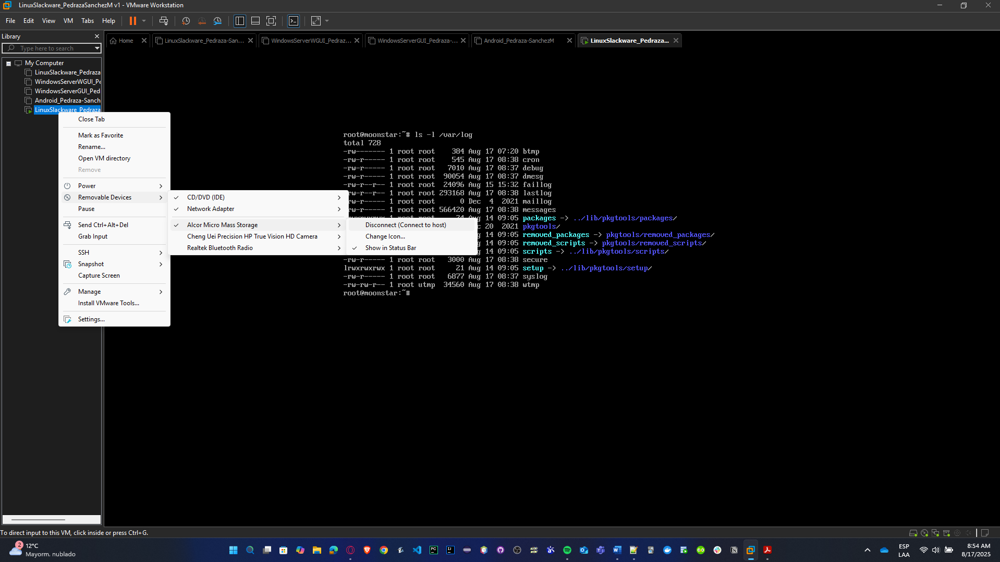 LinuxSlackware_PedrazaSanchezM v1 - VMware Workstation
File Edit View VM Tabs Help
Library
Type here to search
Home
LinuxSlackware_Pedraza-San...
WindowsServerWGUI_Pedraz...
WindowsServerGUI_Pedraza-...
Android_Pedraza-SanchezM
LinuxSlackware_Pedraza...
My Computer
LinuxSlackware_Pedraza
WindowsServerWGUI_Pe
WindowsServerGUI_Ped
Android_Pedraza-Sanch
LinuxSlackware_Pedraza
Close Tab
Mark as Favorite
Rename...
Open VM directory
Remove
Power
Removable Devices
Pause
Send Ctrl+Alt+Del
Grab Input
SSH
Snapshot
Capture Screen
Manage
Install VMware Tools...
Settings...
CD/DVD (IDE)
Network Adapter
Alcor Micro Mass Storage
Cheng Uei Precision HP True Vision HD Camera
Realtek Bluetooth Radio
Disconnect (Connect to host)
Change Icon...
Show in Status Bar
root@moonstar:~# ls -l /var/log
total 728
-rw------- 1 root root 384 Aug 17 07:20 btmp
-rw-r----- 1 root root 545 Aug 17 08:38 cron
-rw-r----- 1 root root 7010 Aug 17 08:37 debug
-rw-r----- 1 root root 90054 Aug 17 08:37 dmesg
-rw-r--r-- 1 root root 24096 Aug 15 15:32 faillog
rw-r--r-- 1 root root 293168 Aug 17 08:38 lastlog
rw-r----- 1 root root 0 Dec 4 2021 maillog
rw-r----- 1 root root 566420 Aug 17 08:38 messages
24 Aug 14 09:05 packages -> ../lib/pkgtools/packages/
20 2021 pkgtools/
14 09:05 removed_packages -> pkgtools/removed_packages/
14 09:05 removed_scripts -> pkgtools/removed_scripts/
14 09:05 scripts -> ../lib/pkgtools/scripts/
-rw-r----- 1 root root 3000 Aug 17 08:38 secure
lrwxrwxrwx 1 root root 21 Aug 14 09:05 setup -> ../lib/pkgtools/setup/
-rw-r----- 1 root root 6877 Aug 17 08:37 syslog
-rw-rw-r-- 1 root utmp 34560 Aug 17 08:38 wtmp
root@moonstar:~#
To direct input to this VM, click inside or press Ctrl+G.
2
12°C
Mayorm. nublado
PC
IJ
ESP
LAA
8:54 AM
8/17/2025